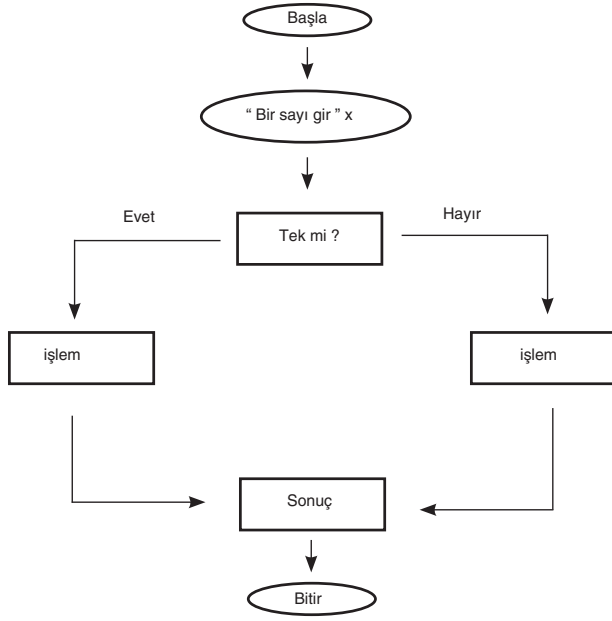 Başla
“ Bir sayı gir ” x
Evet
Hayır
Tek mi ?
işlem
işlem
Sonuç
Bitir